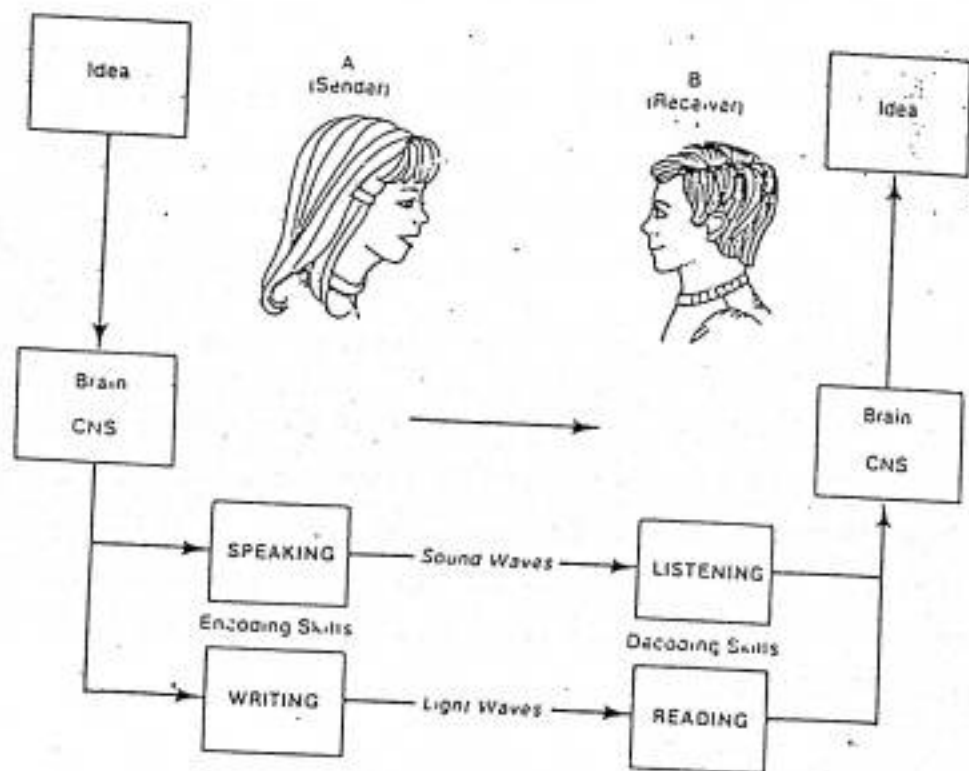 Idea
A
(Sender)
B
(Receiver)
Idea
Brain
CNS
Brain
CNS
SPEAKING
Sound Waves
LISTENING
Encoding Skills
Decoding Skills
WRITING
Light Waves
READING